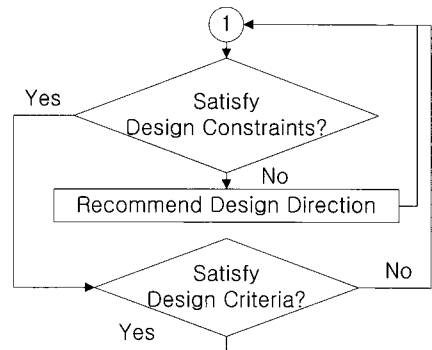 1
Yes
Satisfy
Design Constraints?
No
Recommend Design Direction
Satisfy
Design Criteria?
No
Yes